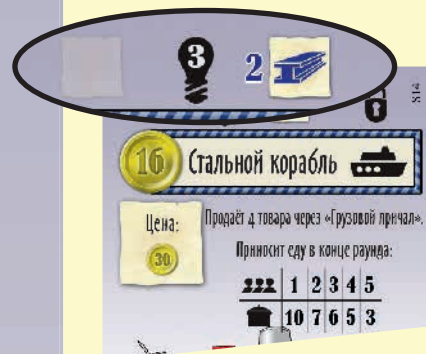 3 2
S14
16 Стальной корабль
Цена:
30
Продаёт 4 товара через «Грузовой причал».
Приносит еду в конце раунда:
1 2 3 4 5
10 7 6 5 3